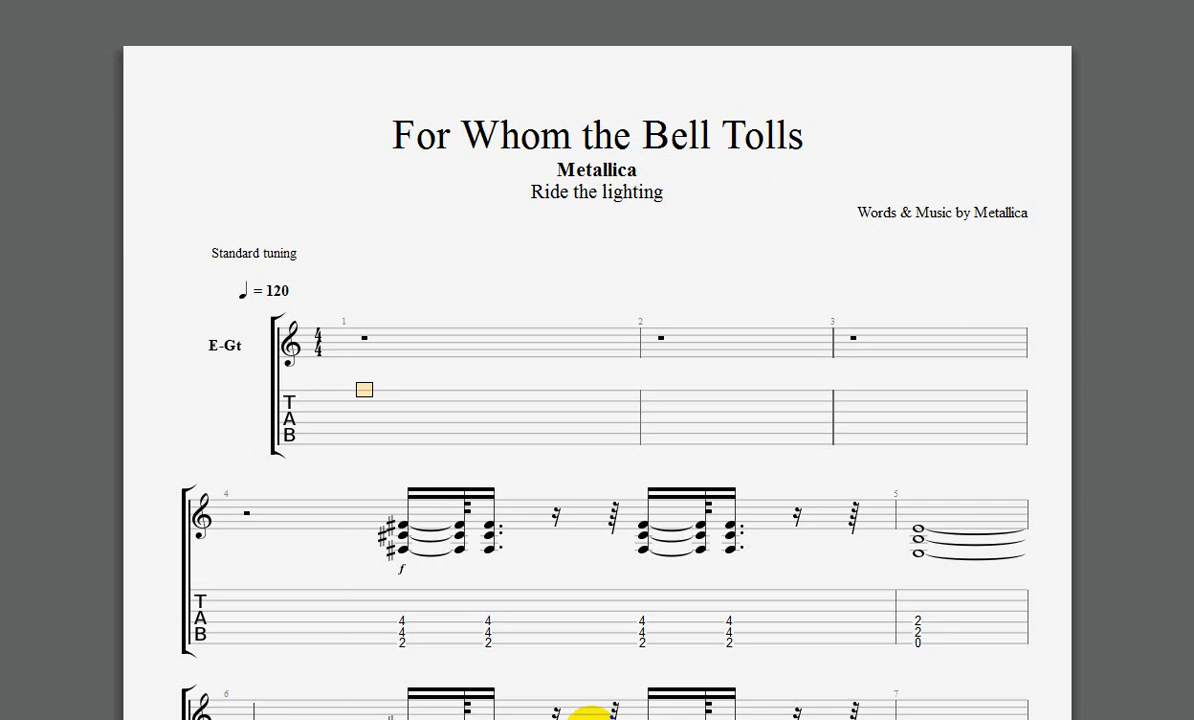 For Whom the Bell Tolls
Metallica
Ride the lighting
Words & Music by Metallica
Standard tuning
= 120
1 2 3
E-Gt
4
4
T
A
B
4 5
f
T
A
B
4 4 4 4 2
4 4 4 4 2
2 2 2 2 0
6 7